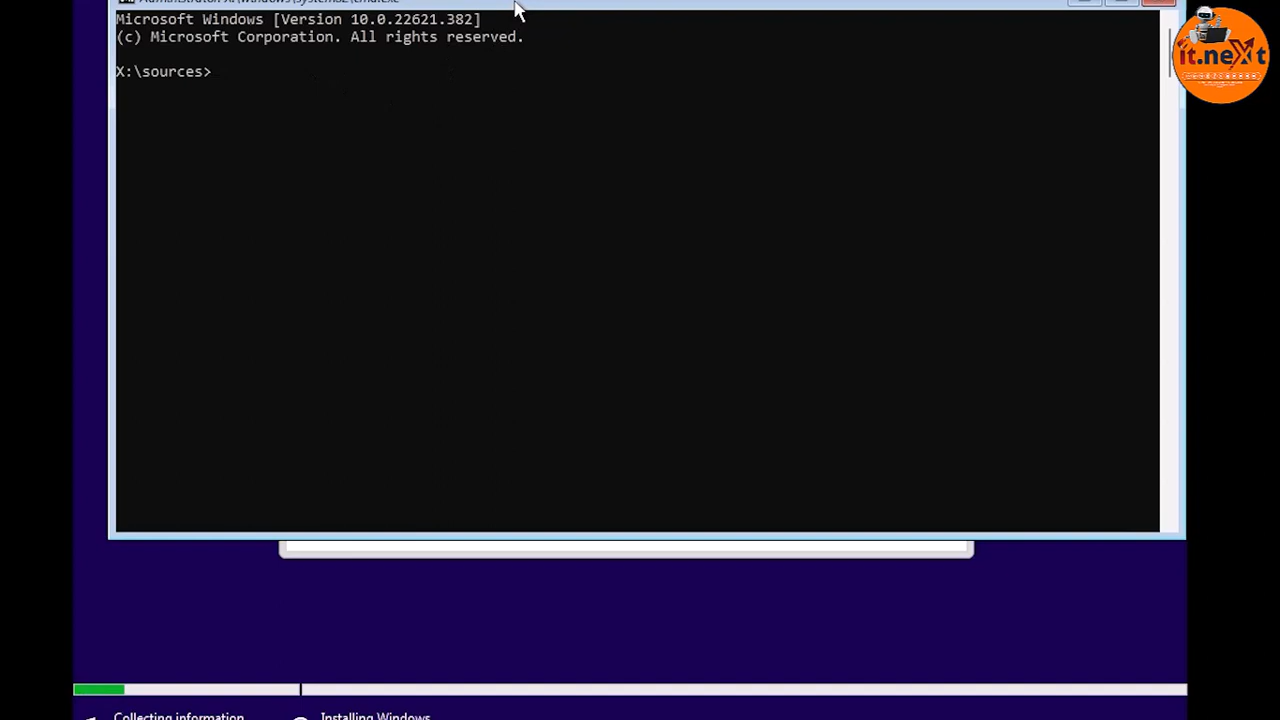 Microsoft Windows [Version 10.0.22621.382]
(c) Microsoft Corporation. All rights reserved.
X:\sources>
it.neXt
Collecting information
Installing Windows